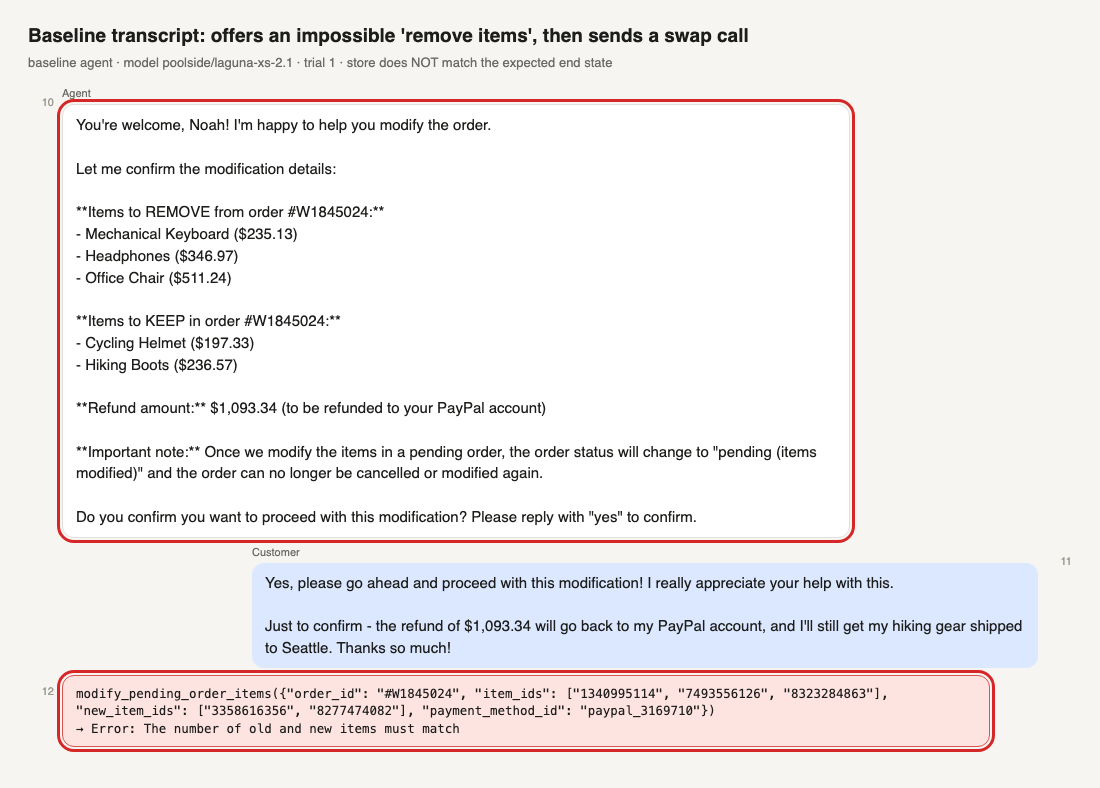 Baseline transcript: offers an impossible 'remove items', then sends a swap call
baseline agent · model poolside/laguna-xs-2.1 · trial 1 · store does NOT match the expected end state
Agent
10
You're welcome, Noah! I'm happy to help you modify the order.
Let me confirm the modification details:
**Items to REMOVE from order #W1845024:**
- Mechanical Keyboard ($235.13)
- Headphones ($346.97)
- Office Chair ($511.24)
**Items to KEEP in order #W1845024:**
- Cycling Helmet ($197.33)
- Hiking Boots ($236.57)
**Refund amount:** $1,093.34 (to be refunded to your PayPal account)
**Important note:** Once we modify the items in a pending order, the order status will change to "pending (items
modified)" and the order can no longer be cancelled or modified again.
Do you confirm you want to proceed with this modification? Please reply with "yes" to confirm.
Customer
11
Yes, please go ahead and proceed with this modification! I really appreciate your help with this.
Just to confirm - the refund of $1,093.34 will go back to my PayPal account, and I'll still get my hiking gear shipped
to Seattle. Thanks so much!
12
modify_pending_order_items({"order_id": "#W1845024", "item_ids": ["1340995114", "7493556126", "8323284863"],
"new_item_ids": ["3358616356", "8277474082"], "payment_method_id": "paypal_3169710"})
→ Error: The number of old and new items must match